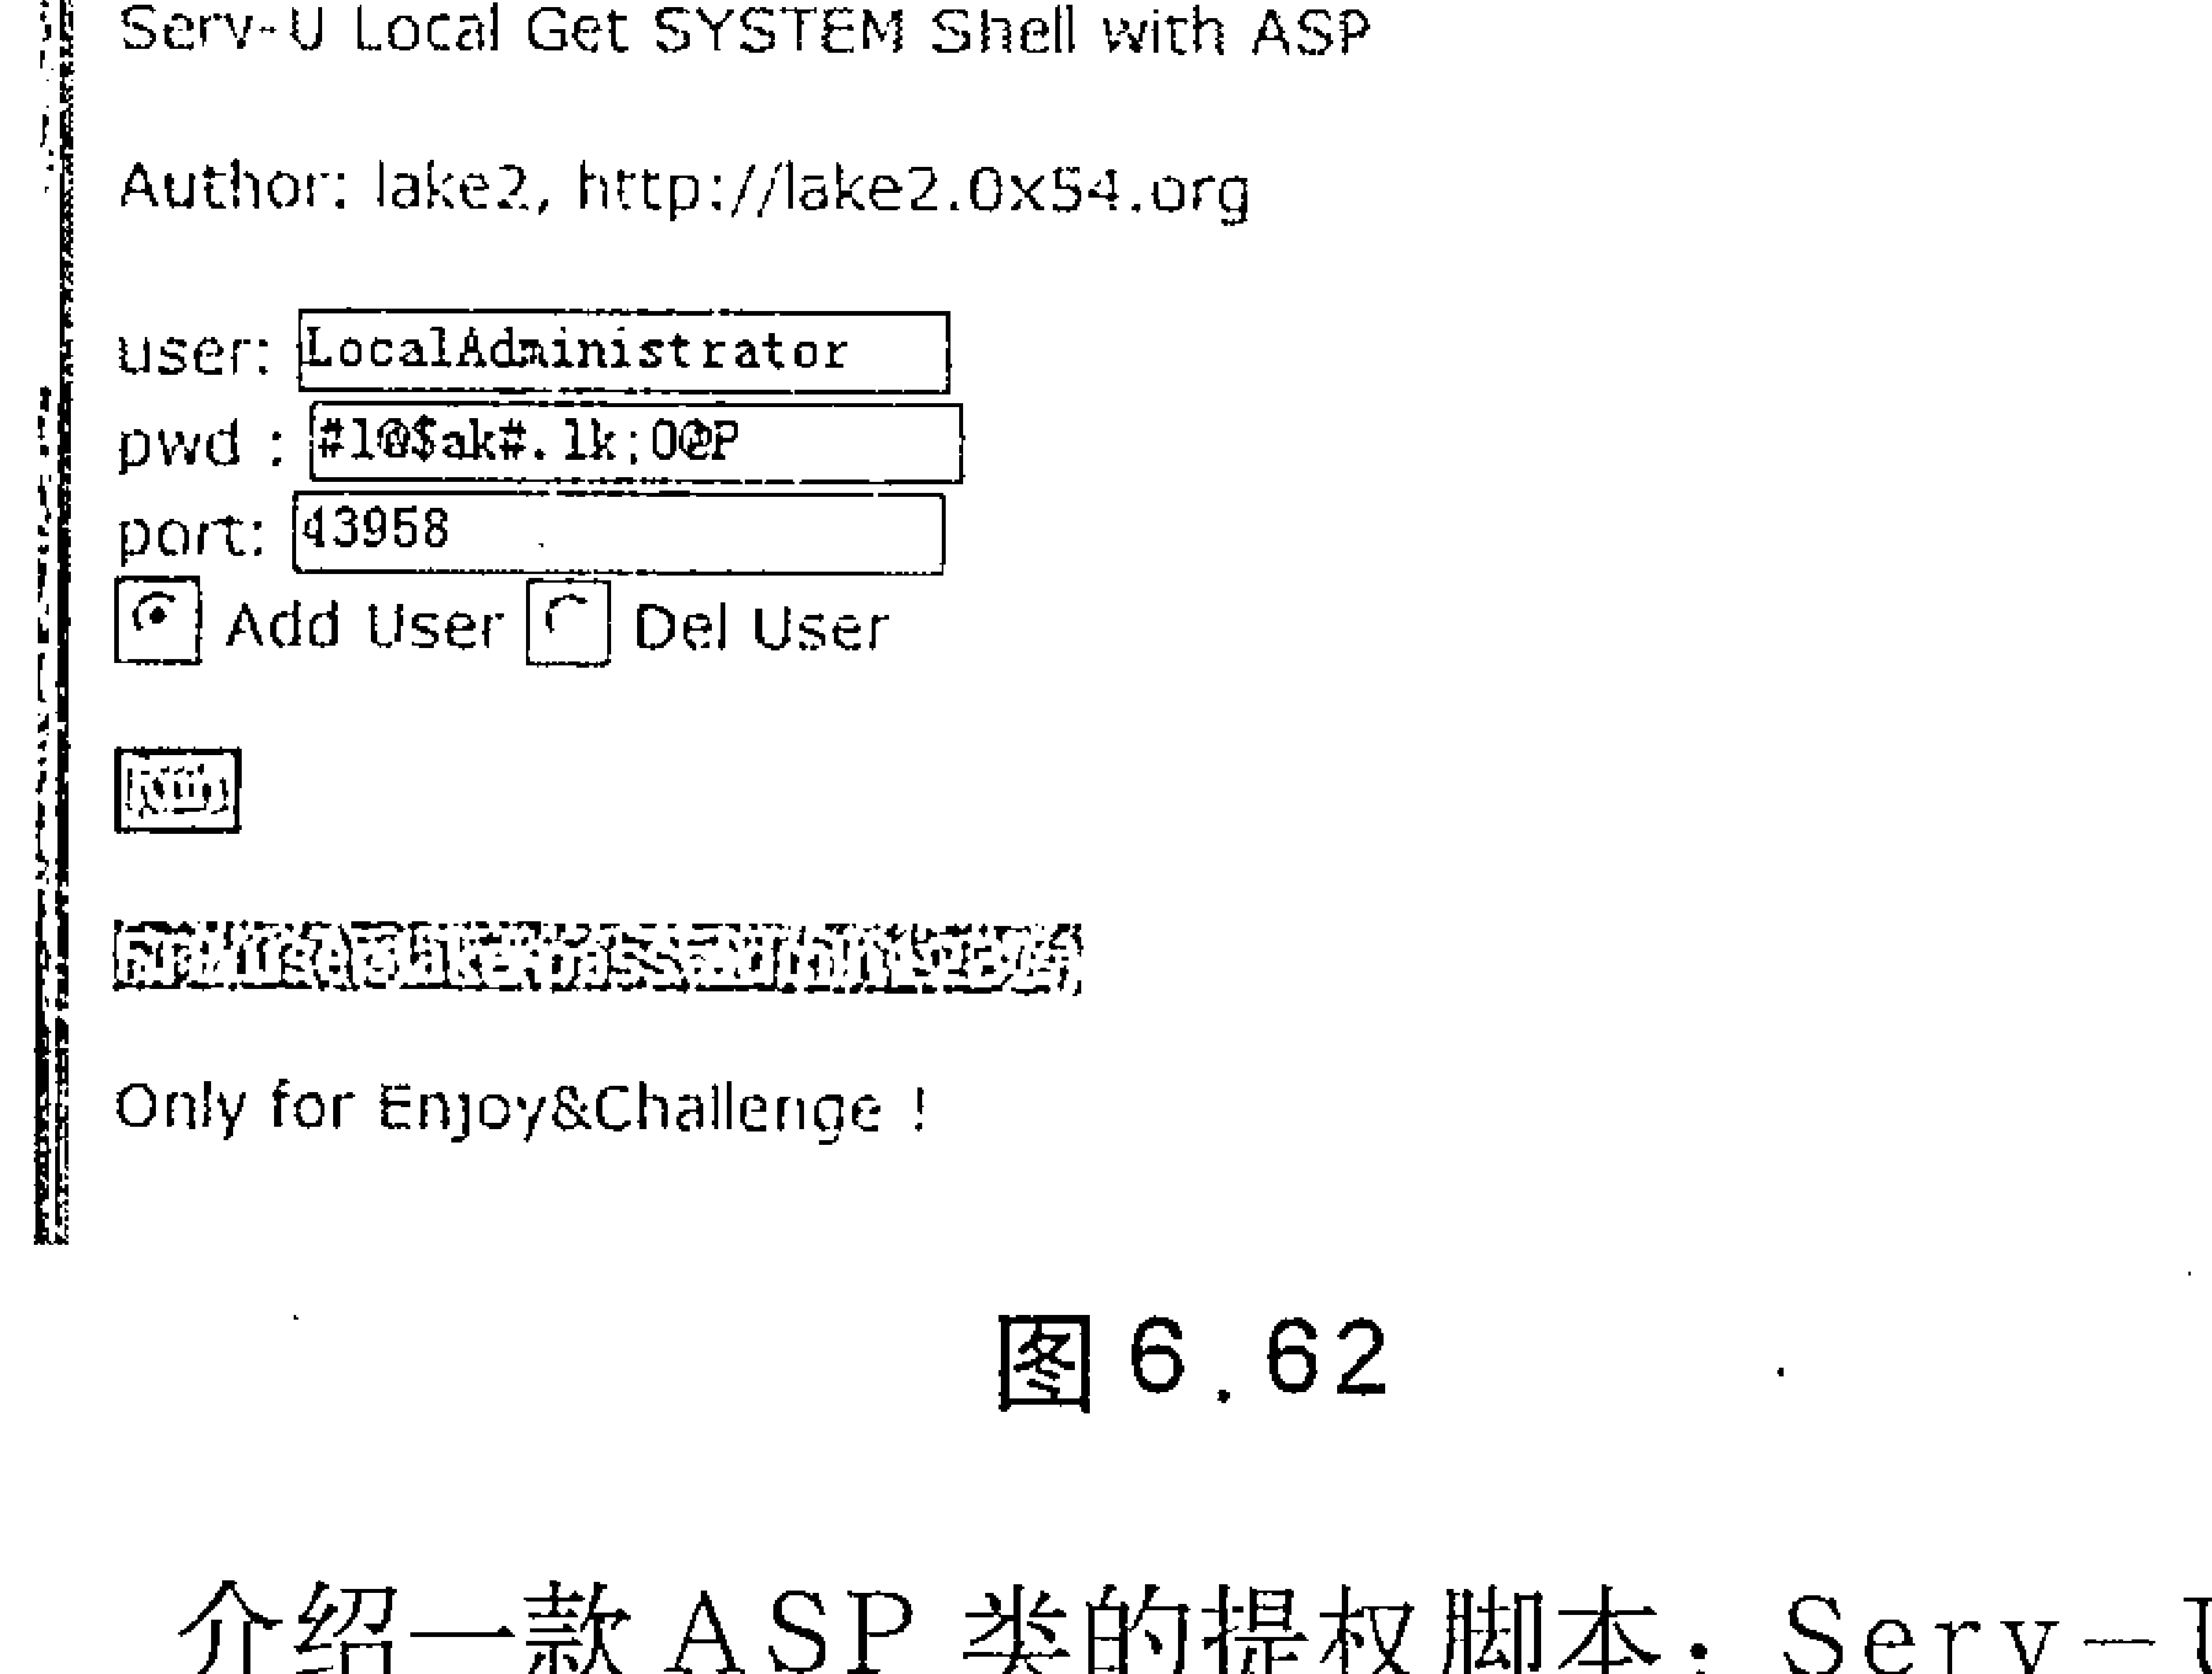 Serv-U Local Get SYSTEM Shell with ASP
Author: lake2, http://lake2.0x54.org
user: LocalAdministrator
pwd : #l@$ak#.lk;0@P
port: 43958
Add User Del User
Run
Only for Enjoy&Challenge !
图 6.62
介绍一款 ASP 类的提权脚本: Serv-U